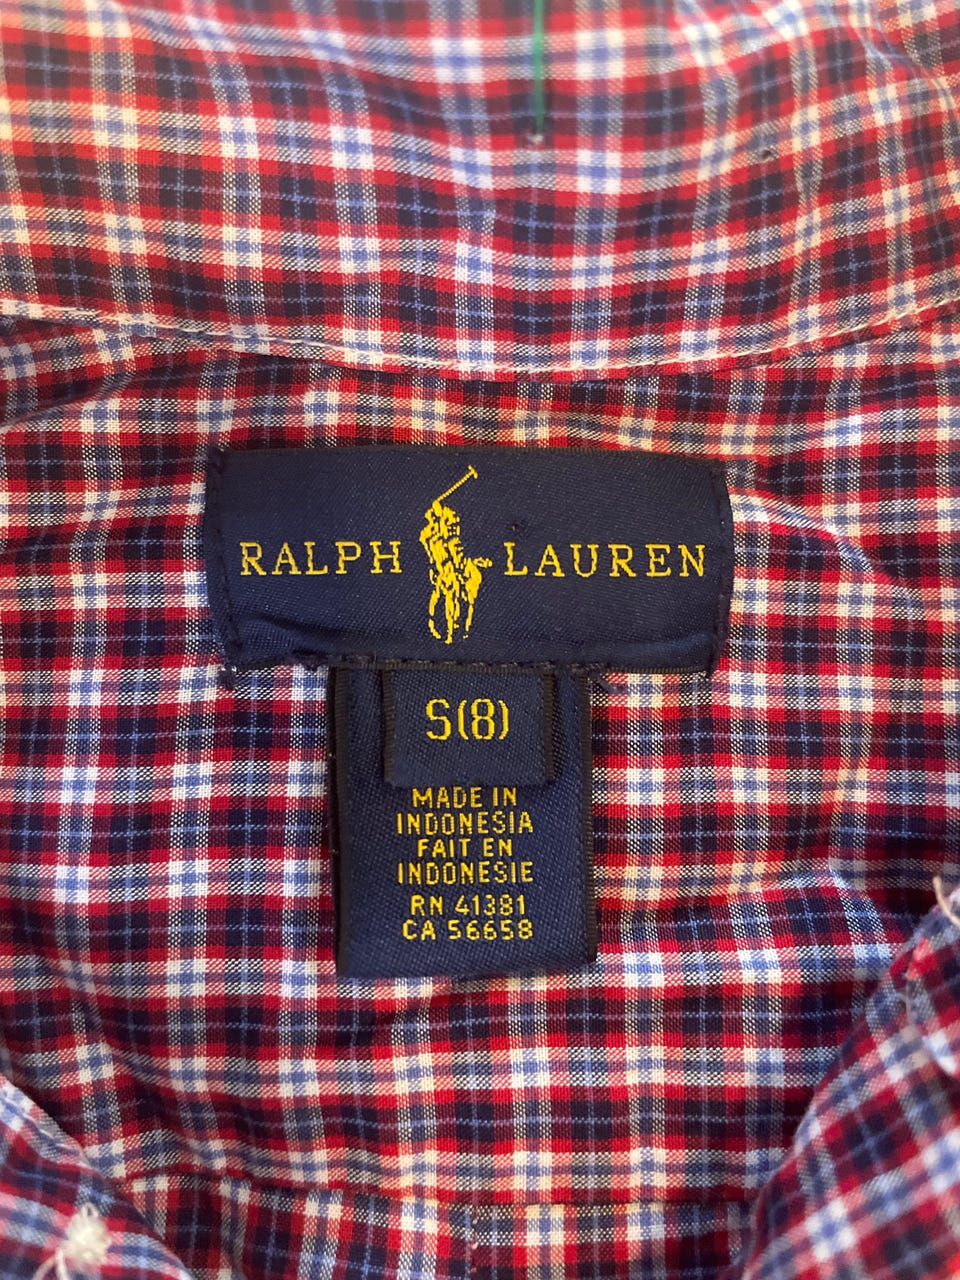 RALPH LAUREN
S(8)
MADE IN
INDONESIA
FAIT EN
INDONESIE
RN 41381
CA 56658